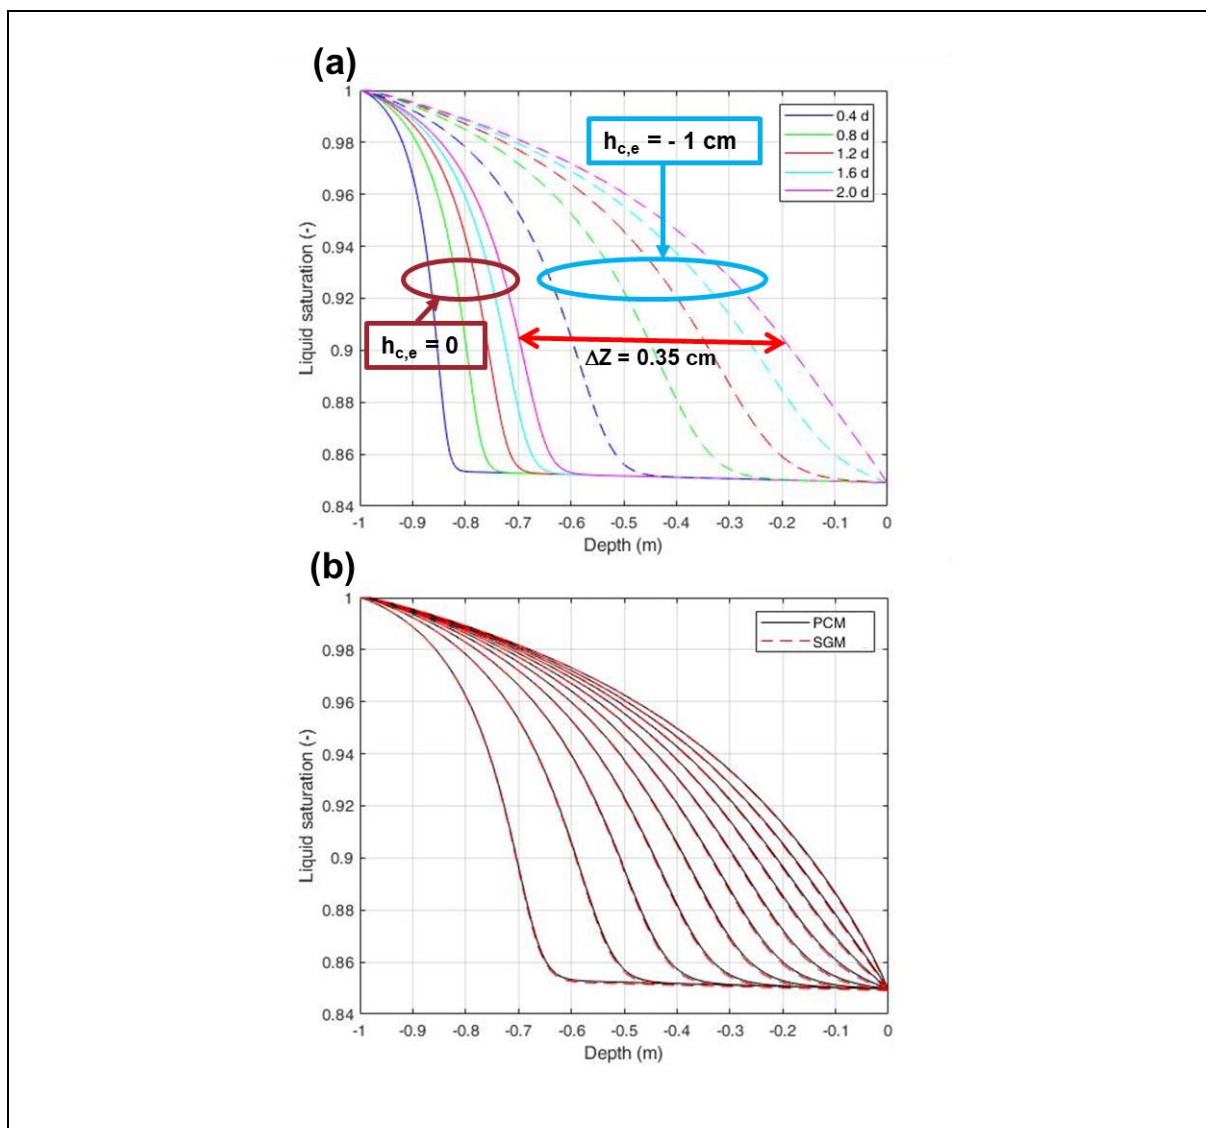 (a)
1
0.98
0.96
0.94
0.92
0.9
0.88
0.86
0.84
Liquid saturation (-)
-1 -0.9 -0.8 -0.7 -0.6 -0.5 -0.4 -0.3 -0.2 -0.1 0
Depth (m)
0.4 d
0.8 d
1.2 d
1.6 d
2.0 d
hc,e = - 1 cm
hc,e = 0
ΔZ = 0.35 cm
(b)
1
0.98
0.96
0.94
0.92
0.9
0.88
0.86
0.84
Liquid saturation (-)
-1 -0.9 -0.8 -0.7 -0.6 -0.5 -0.4 -0.3 -0.2 -0.1 0
Depth (m)
PCM
SGM